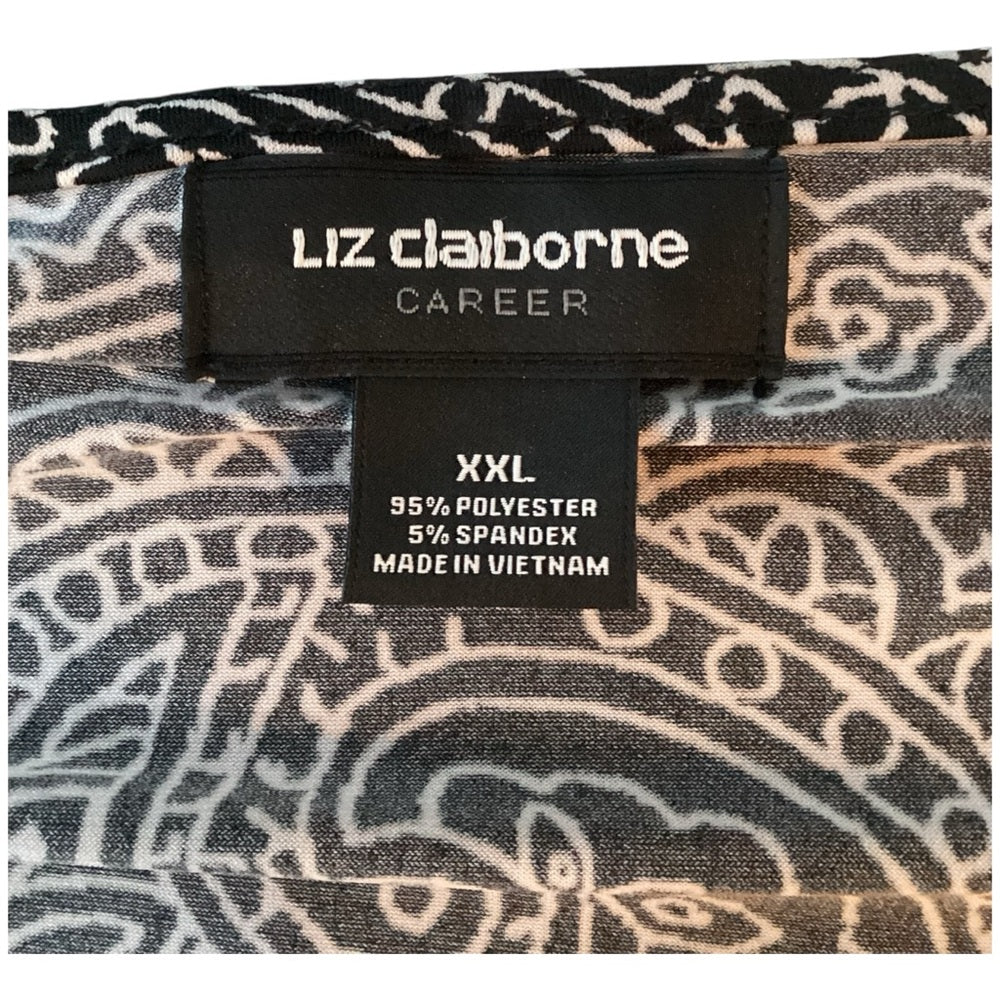 LIZ claiborne
CAREER
XXL
95% POLYESTER
5% SPANDEX
MADE IN VIETNAM